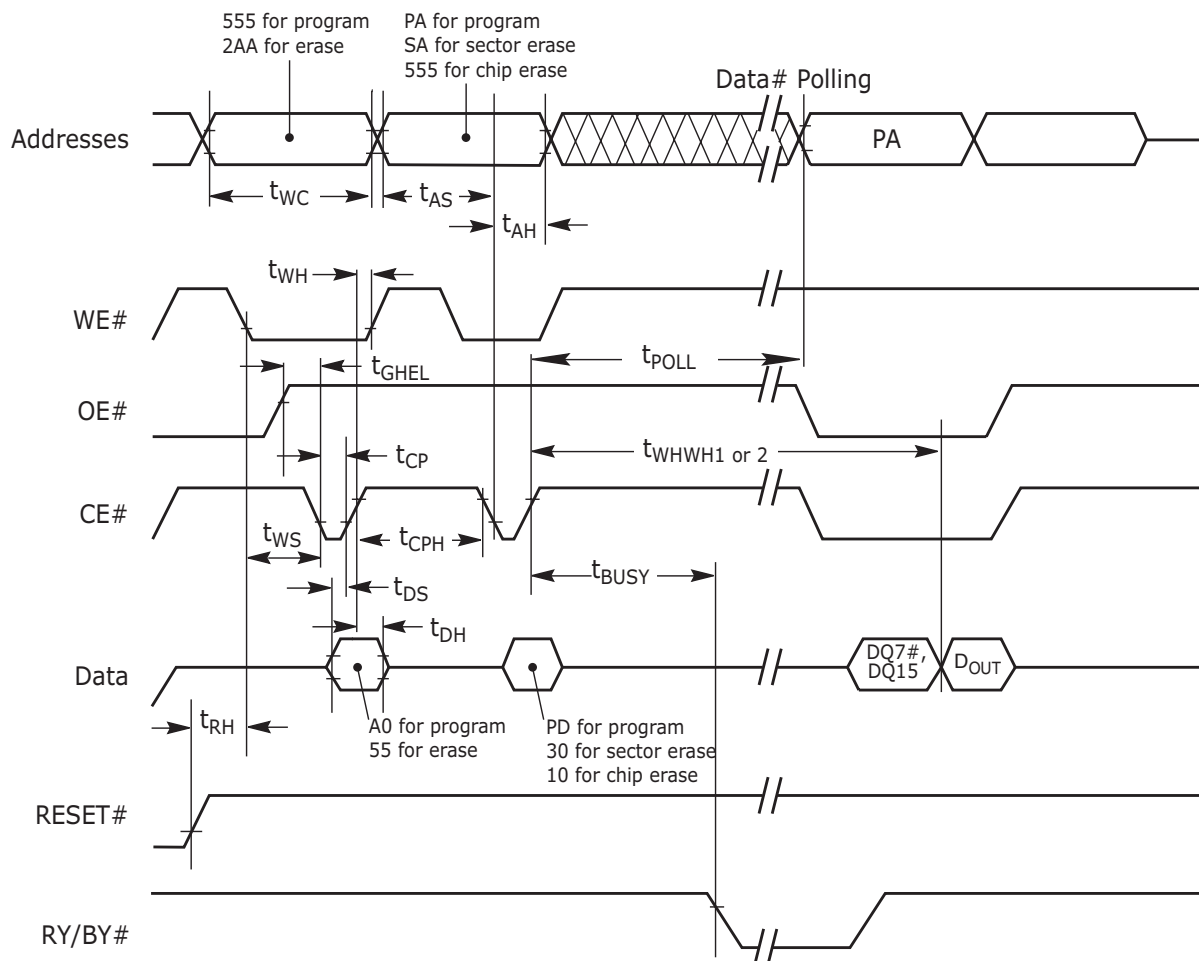 555 for program
2AA for erase
PA for program
SA for sector erase
555 for chip erase
Data# Polling
Addresses
PA
tWC
tAS
tAH
tWH
WE#
tGHEL
tPOLL
OE#
tWHWH1 or 2
tCP
CE#
tWS
tCPH
tBUSY
tDS
tDH
Data
DQ7#,
DQ15
DOUT
tRH
A0 for program
55 for erase
PD for program
30 for sector erase
10 for chip erase
RESET#
RY/BY#